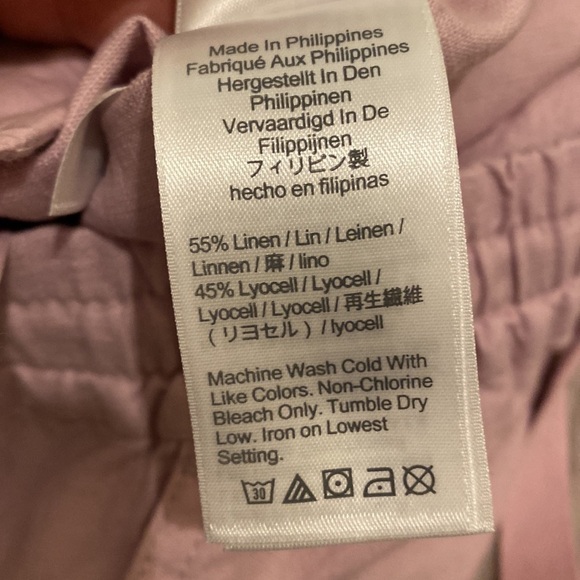 Made In Philippines
Fabriqué Aux Philippines
Hergestellt In Den
Philippinen
Vervaardigd In De
Filippijnen
フィリピン製
hecho en filipinas
55% Linen / Lin / Leinen /
Linnen / 麻 / lino
45% Lyocell / Lyocell /
Lyocell / Lyocell / 再生繊維
(リヨセル) / lyocell
Machine Wash Cold With
Like Colors. Non-Chlorine
Bleach Only. Tumble Dry
Low. Iron on Lowest
Setting.
30